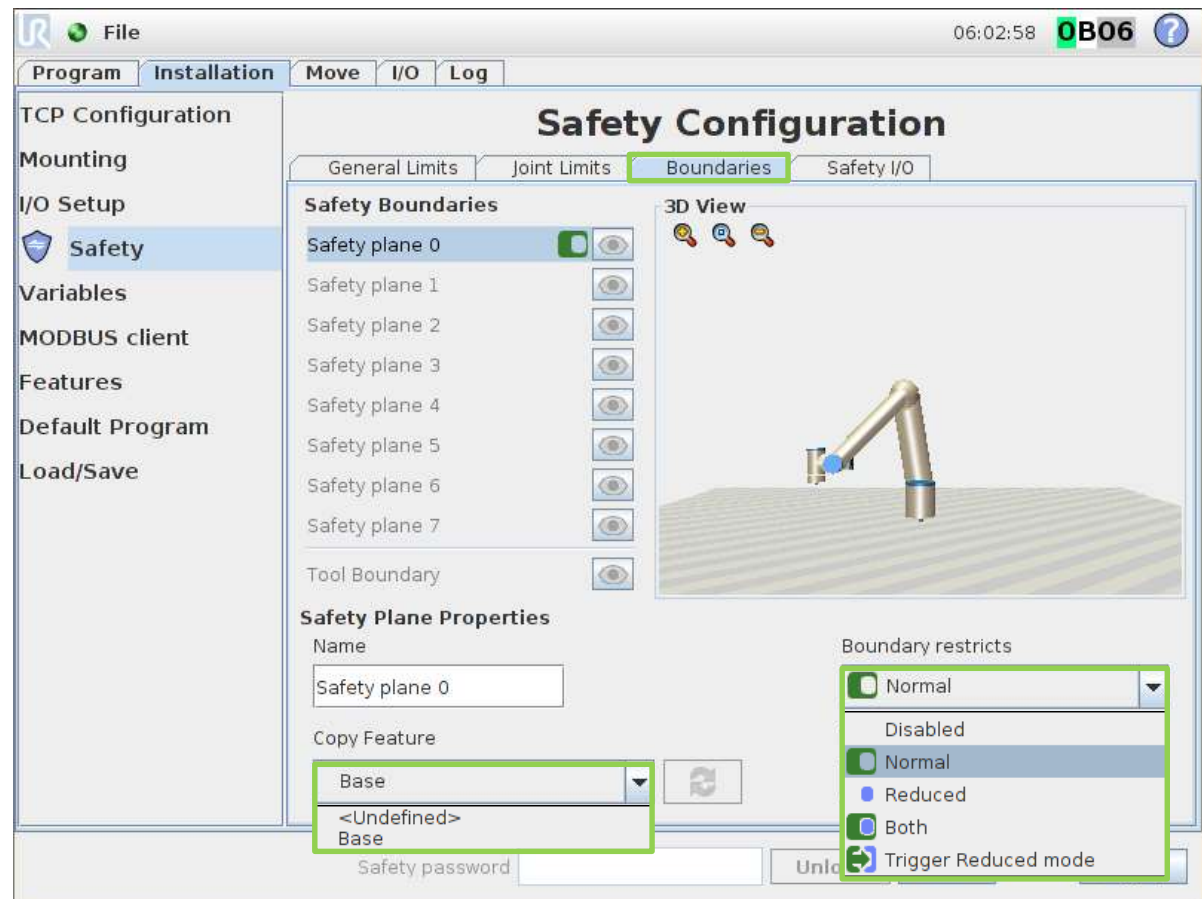 UR File 06:02:58 0B06 ?
Program Installation Move I/O Log
TCP Configuration
Mounting
I/O Setup
Safety
Variables
MODBUS client
Features
Default Program
Load/Save
Safety Configuration
General Limits Joint Limits Boundaries Safety I/O
Safety Boundaries
Safety plane 0
Safety plane 1
Safety plane 2
Safety plane 3
Safety plane 4
Safety plane 5
Safety plane 6
Safety plane 7
Tool Boundary
3D View
Safety Plane Properties
Name
Safety plane 0
Copy Feature
Base
<Undefined>
Base
Boundary restricts
Normal
Disabled
Normal
Reduced
Both
Trigger Reduced mode
Safety password